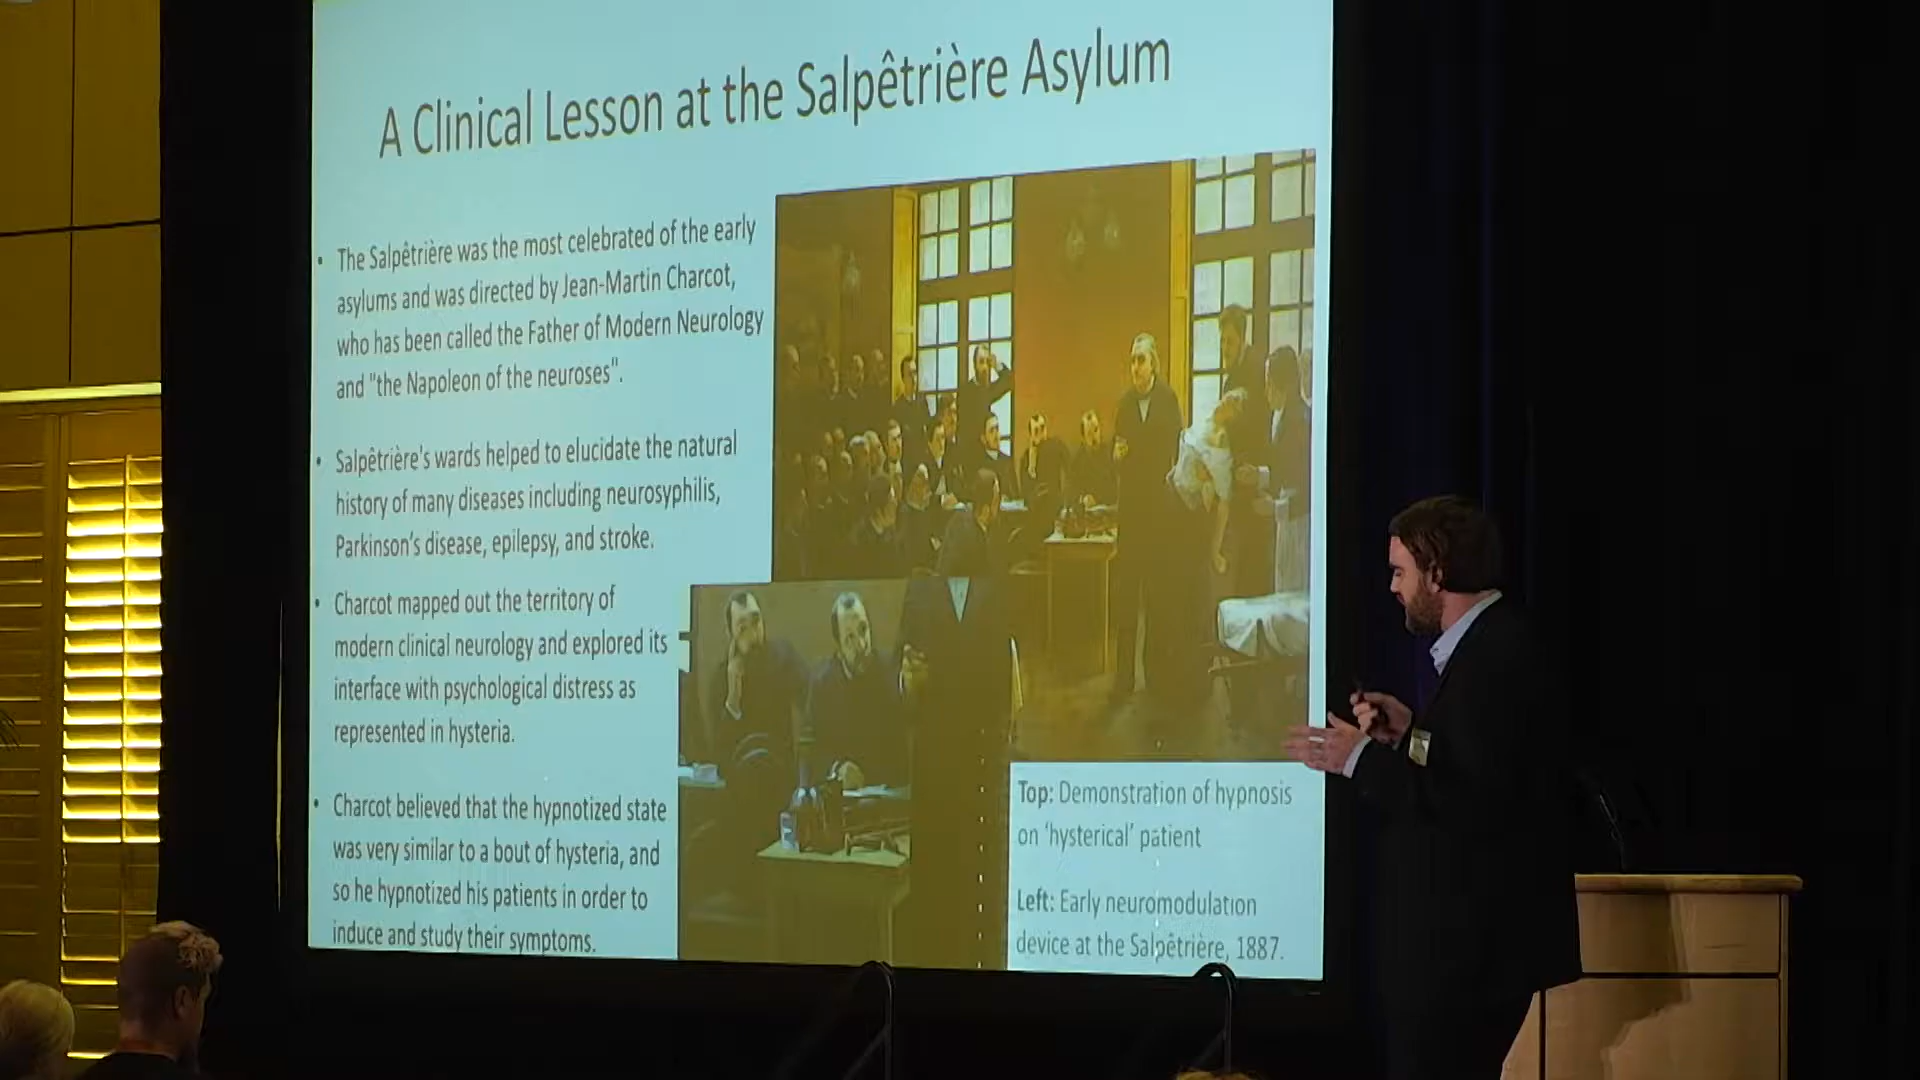 A Clinical Lesson at the Salpêtrière Asylum
• The Salpêtrière was the most celebrated of the early
asylums and was directed by Jean-Martin Charcot,
who has been called the Father of Modern Neurology
and "the Napoleon of the neuroses".
• Salpêtrière's wards helped to elucidate the natural
history of many diseases including neurosyphilis,
Parkinson's disease, epilepsy, and stroke.
• Charcot mapped out the territory of
modern clinical neurology and explored its
interface with psychological distress as
represented in hysteria.
• Charcot believed that the hypnotized state
was very similar to a bout of hysteria, and
so he hypnotized his patients in order to
induce and study their symptoms.
Top: Demonstration of hypnosis
on ‘hysterical’ patient
Left: Early neuromodulation
device at the Salpêtrière, 1887.